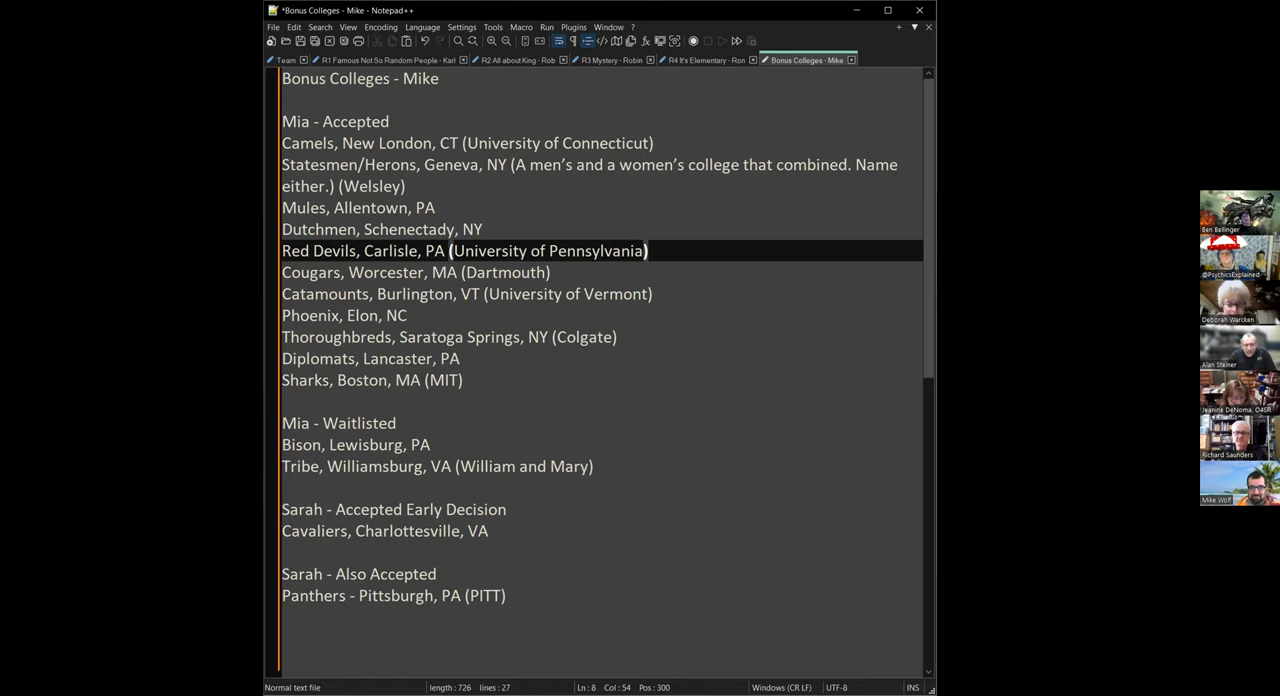 *Bonus Colleges - Mike - Notepad++
File Edit Search View Encoding Language Settings Tools Macro Run Plugins Window ?
Team R1 Famous Not So Random People - Karl R2 All about King - Rob R3 Mystery - Robin R4 It's Elementary - Ron Bonus Colleges - Mike
Bonus Colleges - Mike
Mia - Accepted
Camels, New London, CT (University of Connecticut)
Statesmen/Herons, Geneva, NY (A men's and a women's college that combined. Name
either.) (Welsley)
Mules, Allentown, PA
Dutchmen, Schenectady, NY
Red Devils, Carlisle, PA (University of Pennsylvania)
Cougars, Worcester, MA (Dartmouth)
Catamounts, Burlington, VT (University of Vermont)
Phoenix, Elon, NC
Thoroughbreds, Saratoga Springs, NY (Colgate)
Diplomats, Lancaster, PA
Sharks, Boston, MA (MIT)
Mia - Waitlisted
Bison, Lewisburg, PA
Tribe, Williamsburg, VA (William and Mary)
Sarah - Accepted Early Decision
Cavaliers, Charlottesville, VA
Sarah - Also Accepted
Panthers - Pittsburgh, PA (PITT)
Normal text file length : 726 lines : 27 Ln : 8 Col : 54 Pos : 300 Windows (CR LF) UTF-8 INS
Ben Bellinger
@PsychicsExplained
Deborah Warcken
Alan Steiner
Jeanine DeNoma, O4SR
Richard Saunders
Mike Wolf